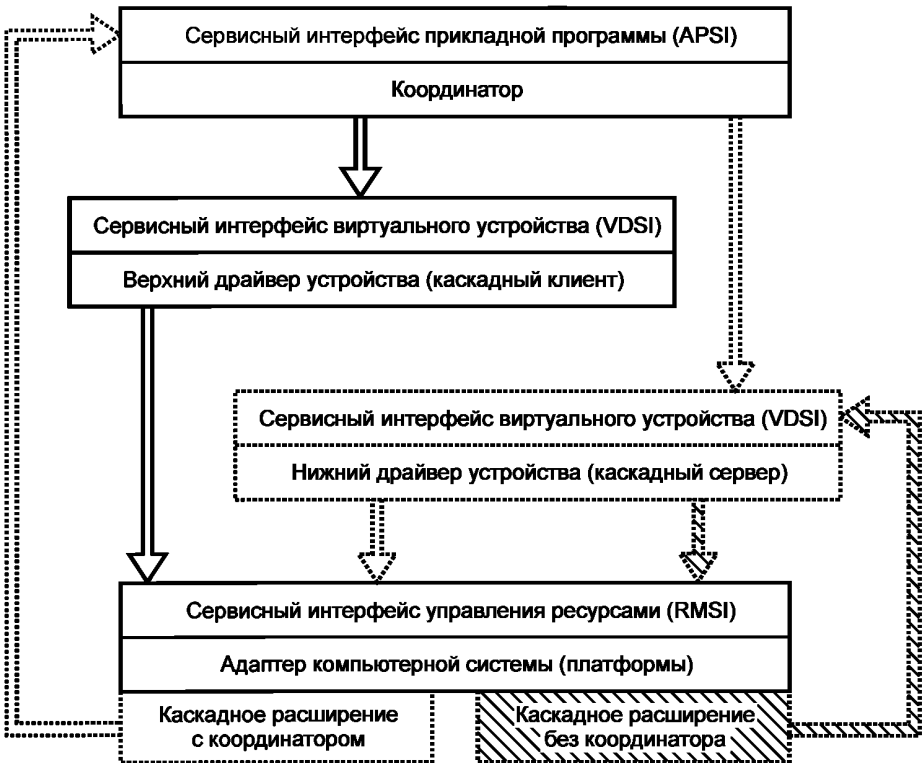 Сервисный интерфейс прикладной программы (APSI)
Координатор
Сервисный интерфейс виртуального устройства (VDSI)
Верхний драйвер устройства (каскадный клиент)
Сервисный интерфейс виртуального устройства (VDSI)
Нижний драйвер устройства (каскадный сервер)
Сервисный интерфейс управления ресурсами (RMSI)
Адаптер компьютерной системы (платформы)
Каскадное расширение
с координатором
Каскадное расширение
без координатора